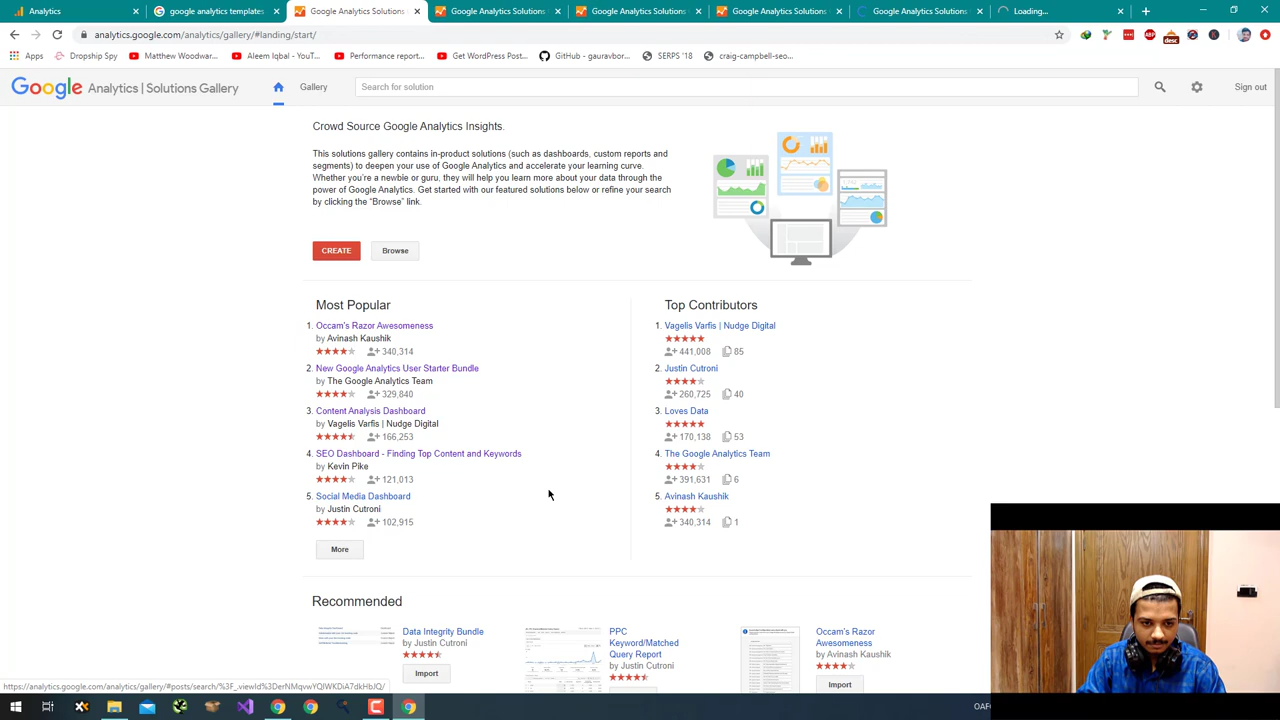 Analytics
google analytics templates
Google Analytics Solutions
Google Analytics Solutions
Google Analytics Solutions
Google Analytics Solutions
Google Analytics Solutions
Loading...
analytics.google.com/analytics/gallery/#landing/start/
ABP
desc
Apps
Dropship Spy
Matthew Woodwar...
Aleem Iqbal - YouT...
Performance report...
Get WordPress Plug...
GitHub - gauravbor...
SERPS '18
craig-campbell-seo...
Google Analytics | Solutions Gallery
Gallery
Search for solution
Sign out
Crowd Source Google Analytics Insights.
This solutions gallery contains in-product solutions (such as dashboards, custom reports and
segments) to deepen your use of Google Analytics and accelerate your learning curve.
Whether you're a newbie or guru, they will help you learn more about your data through the
power of Google Analytics. Get started with our featured solutions below or refine your search
by clicking the "Browse" link.
CREATE
Browse
Most Popular
1. Occam's Razor Awesomeness
by Avinash Kaushik
340,314
2. New Google Analytics User Starter Bundle
by The Google Analytics Team
329,840
3. Content Analysis Dashboard
by Vagelis Varfis | Nudge Digital
166,253
4. SEO Dashboard - Finding Top Content and Keywords
by Kevin Pike
121,013
5. Social Media Dashboard
by Justin Cutroni
102,915
More
Top Contributors
1. Vagelis Varfis | Nudge Digital
441,008 85
2. Justin Cutroni
260,725 40
3. Loves Data
170,138 53
4. The Google Analytics Team
391,631 6
5. Avinash Kaushik
340,314 1
Recommended
Data Integrity Bundle
by Justin Cutroni
Import
PPC
Keyword/Matched
Query Report
by Justin Cutroni
Occam's Razor
Awesomeness
by Avinash Kaushik
Import